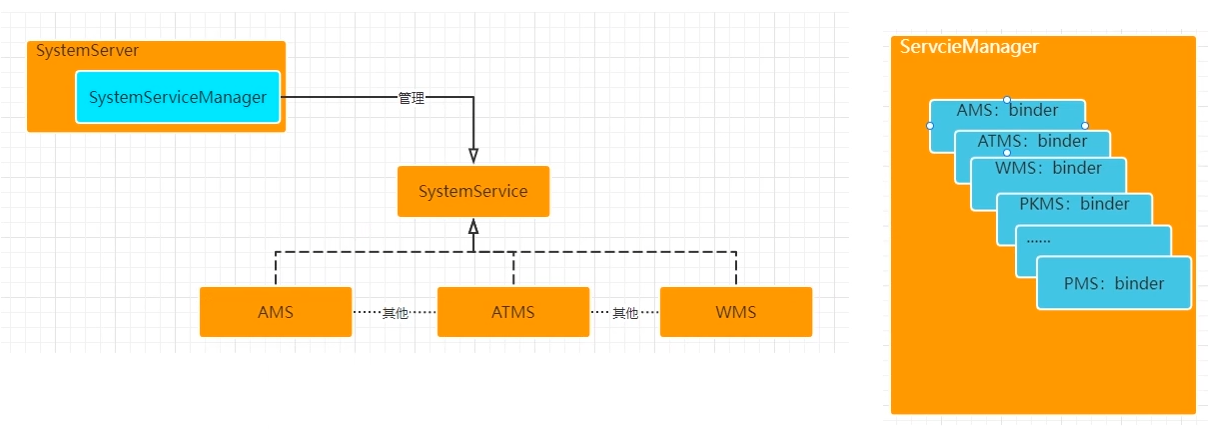 SystemServer
SystemServiceManager
管理
SystemService
AMS
其他
ATMS
其他
WMS
ServcieManager
AMS：binder
ATMS：binder
WMS：binder
PKMS：binder
......
PMS：binder